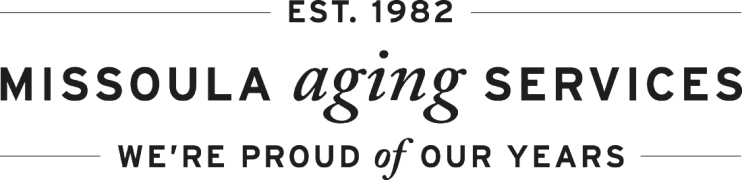 EST. 1982
MISSOULA aging SERVICES
WE'RE PROUD of OUR YEARS